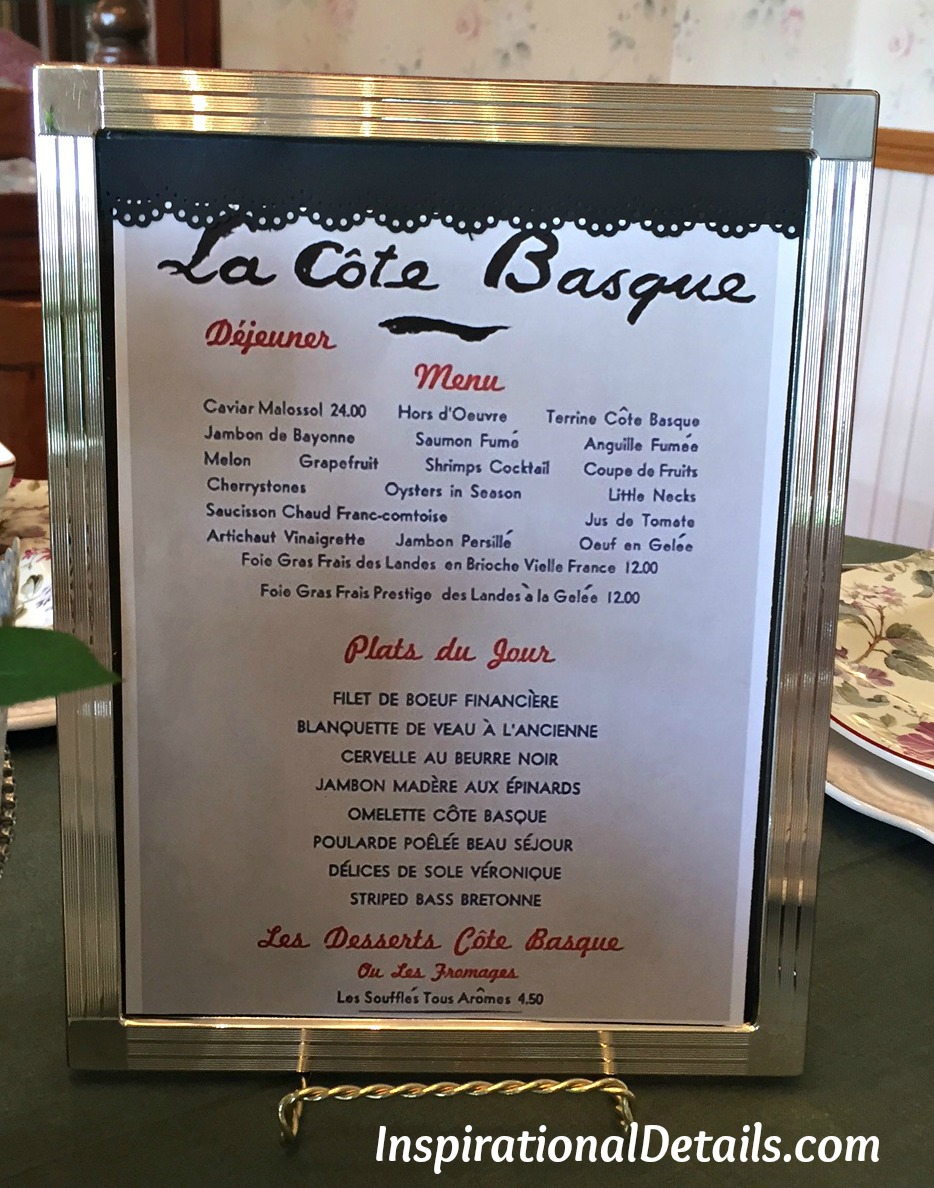 La Côte Basque
Déjeuner
Menu
Caviar Malossol 24.00 Hors d'Oeuvre Terrine Côte Basque
Jambon de Bayonne Saumon Fumé Anguille Fumée
Melon Grapefruit Shrimps Cocktail Coupe de Fruits
Cherrystones Oysters in Season Little Necks
Saucisson Chaud Franc-comtoise Jus de Tomate
Artichaut Vinaigrette Jambon Persillé Oeuf en Gelée
Foie Gras Frais des Landes en Brioche Vielle France 12.00
Foie Gras Frais Prestige des Landes à la Gelée 12.00
Plats du Jour
FILET DE BOEUF FINANCIÈRE
BLANQUETTE DE VEAU À L'ANCIENNE
CERVELLE AU BEURRE NOIR
JAMBON MADÈRE AUX ÉPINARDS
OMELETTE CÔTE BASQUE
POULARDE POÊLÉE BEAU SÉJOUR
DÉLICES DE SOLE VÉRONIQUE
STRIPED BASS BRETONNE
Les Desserts Côte Basque
Ou Les Fromages
Les Soufflés Tous Arômes 4.50
InspirationalDetails.com